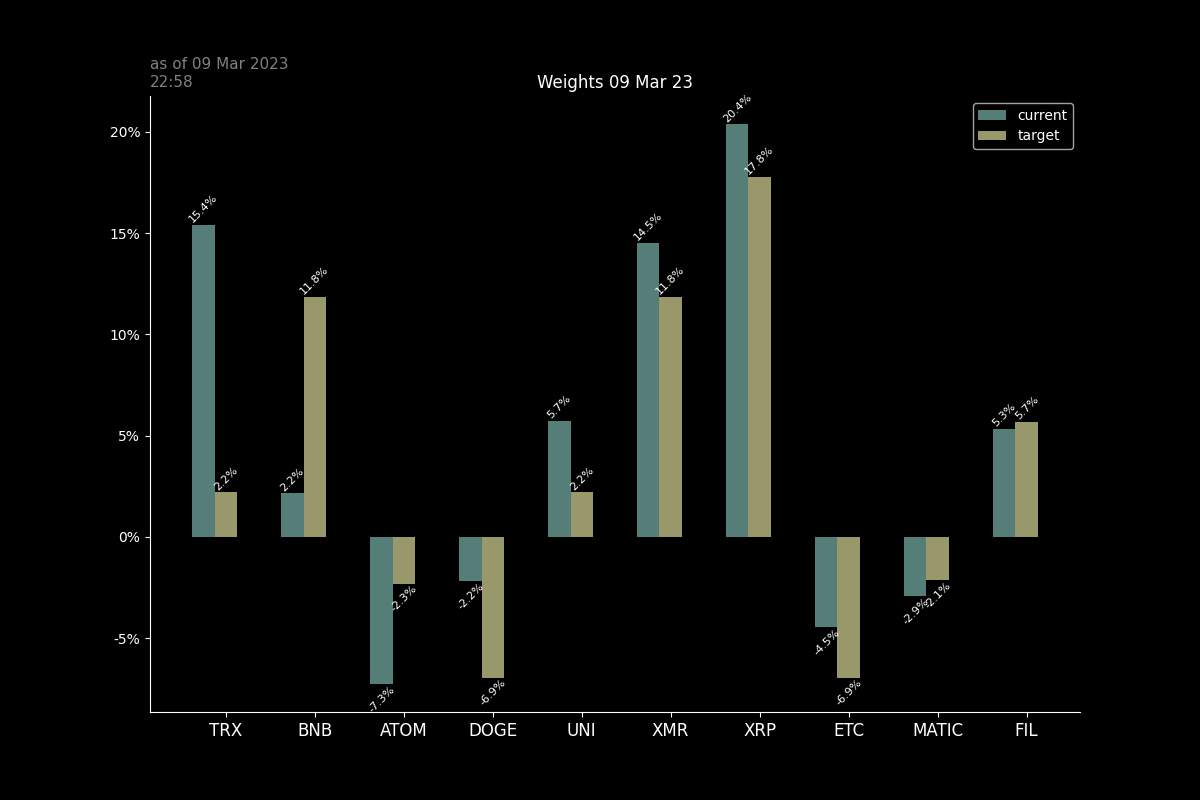 as of 09 Mar 2023
22:58
Weights 09 Mar 23
current
target
20%
15%
10%
5%
0%
-5%
15.4%
2.2%
2.2%
11.8%
-7.3%
-2.3%
-2.2%
-6.9%
5.7%
2.2%
14.5%
11.8%
20.4%
17.8%
-4.5%
-6.9%
-2.9%
-2.1%
5.3%
5.7%
TRX
BNB
ATOM
DOGE
UNI
XMR
XRP
ETC
MATIC
FIL